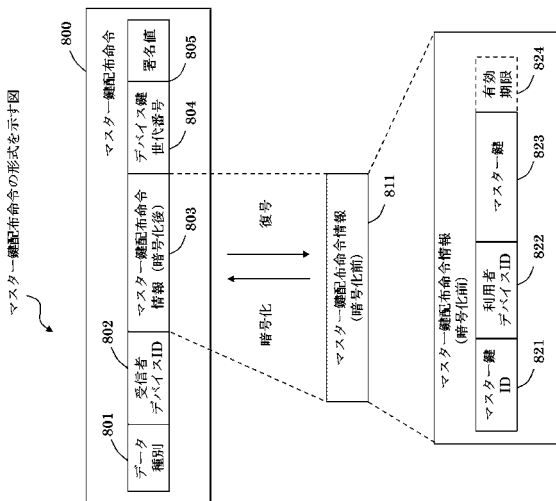 マスター鍵配布命令の形式を示す図
800
マスター鍵配布命令
801
802
803
804
805
データ
種別
受信者
デバイスID
マスター鍵配布命令
情報(暗号化後)
デバイス鍵
世代番号
署名値
暗号化
復号
マスター鍵配布命令情報
(暗号化前)
811
マスター鍵配布命令情報
(暗号化前)
マスター鍵
ID
利用者
デバイスID
マスター鍵
有効
期限
821
822
823
824